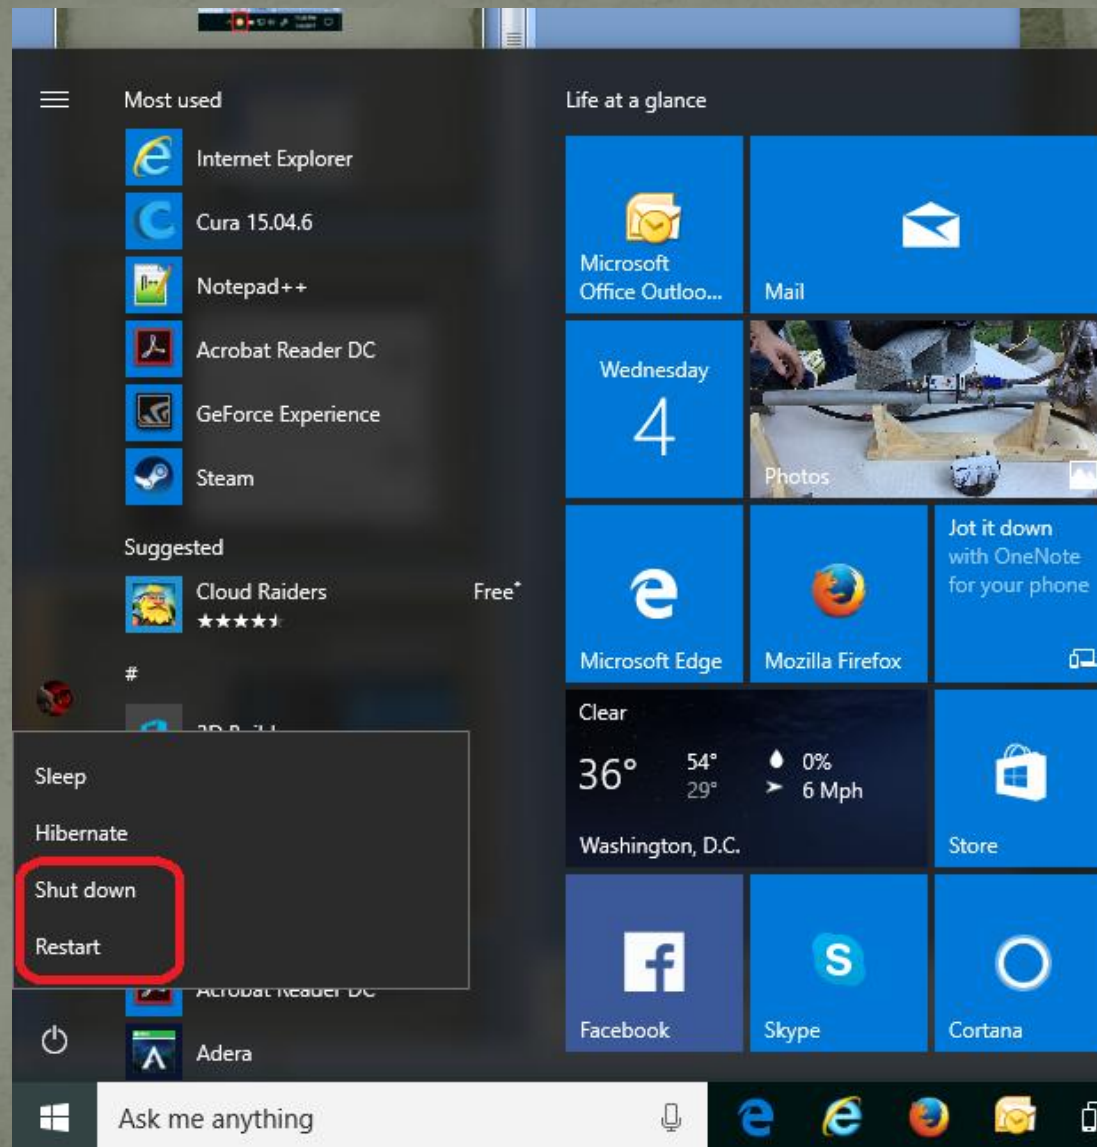 Most used
Internet Explorer
Cura 15.04.6
Notepad++
Acrobat Reader DC
GeForce Experience
Steam
Suggested
Cloud Raiders Free*
#
Sleep
Hibernate
Shut down
Restart
Acrobat Reader DC
Adera
Life at a glance
Microsoft
Office Outloo...
Mail
Wednesday
4
Photos
Microsoft Edge
Mozilla Firefox
Jot it down
with OneNote
for your phone
Clear
36° 54° 0%
29° 6 Mph
Washington, D.C.
Store
Facebook
Skype
Cortana
Ask me anything